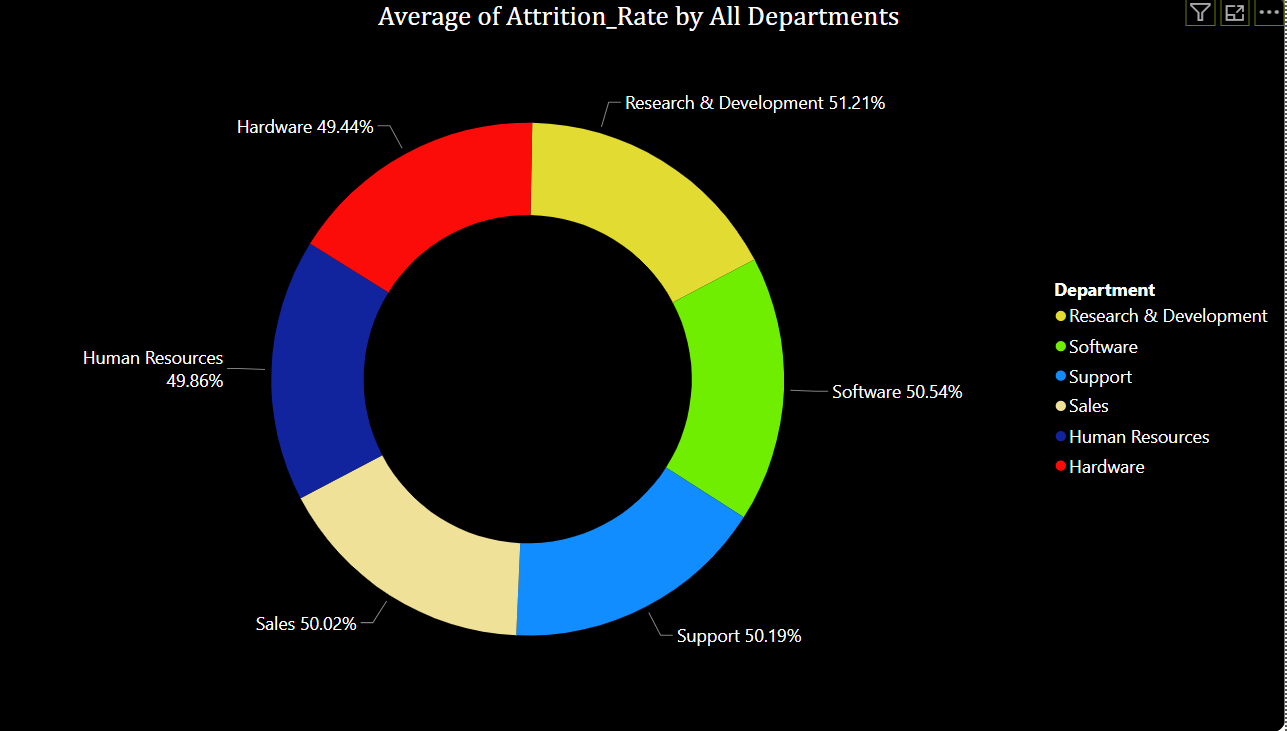 Average of Attrition_Rate by All Departments
Research & Development 51.21%
Hardware 49.44%
Human Resources
49.86%
Software 50.54%
Sales 50.02%
Support 50.19%
Department
Research & Development
Software
Support
Sales
Human Resources
Hardware